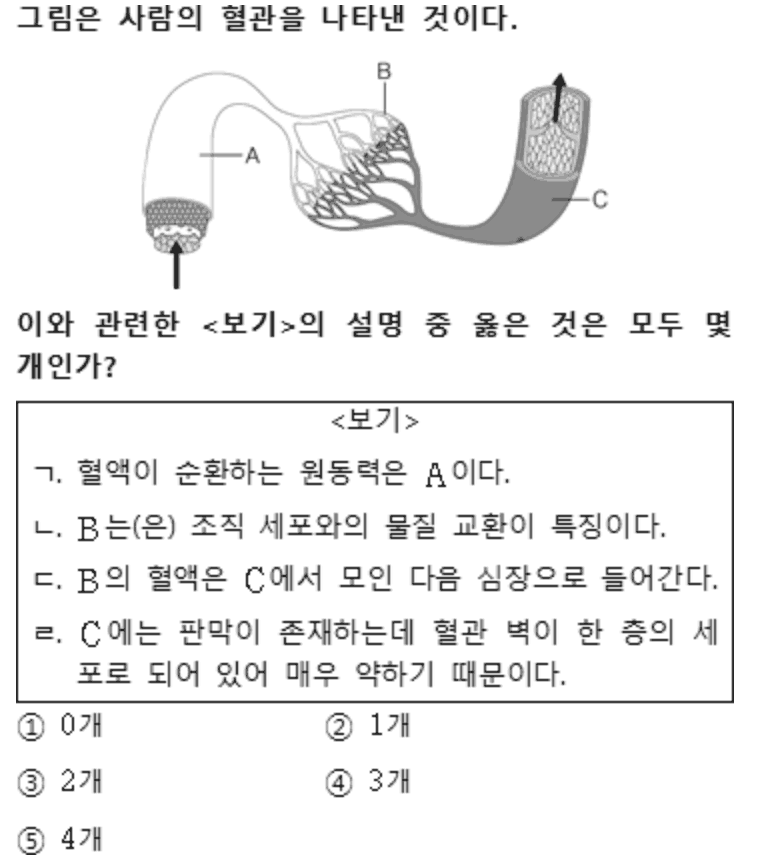 그림은 사람의 혈관을 나타낸 것이다.
B
A
C
이와 관련한 <보기>의 설명 중 옳은 것은 모두 몇
개인가?
<보기>
ㄱ. 혈액이 순환하는 원동력은 A이다.
ㄴ. B는(은) 조직 세포와의 물질 교환이 특징이다.
ㄷ. B의 혈액은 C에서 모인 다음 심장으로 들어간다.
ㄹ. C에는 판막이 존재하는데 혈관 벽이 한 층의 세
포로 되어 있어 매우 약하기 때문이다.
① 0개 ② 1개
③ 2개 ④ 3개
⑤ 4개